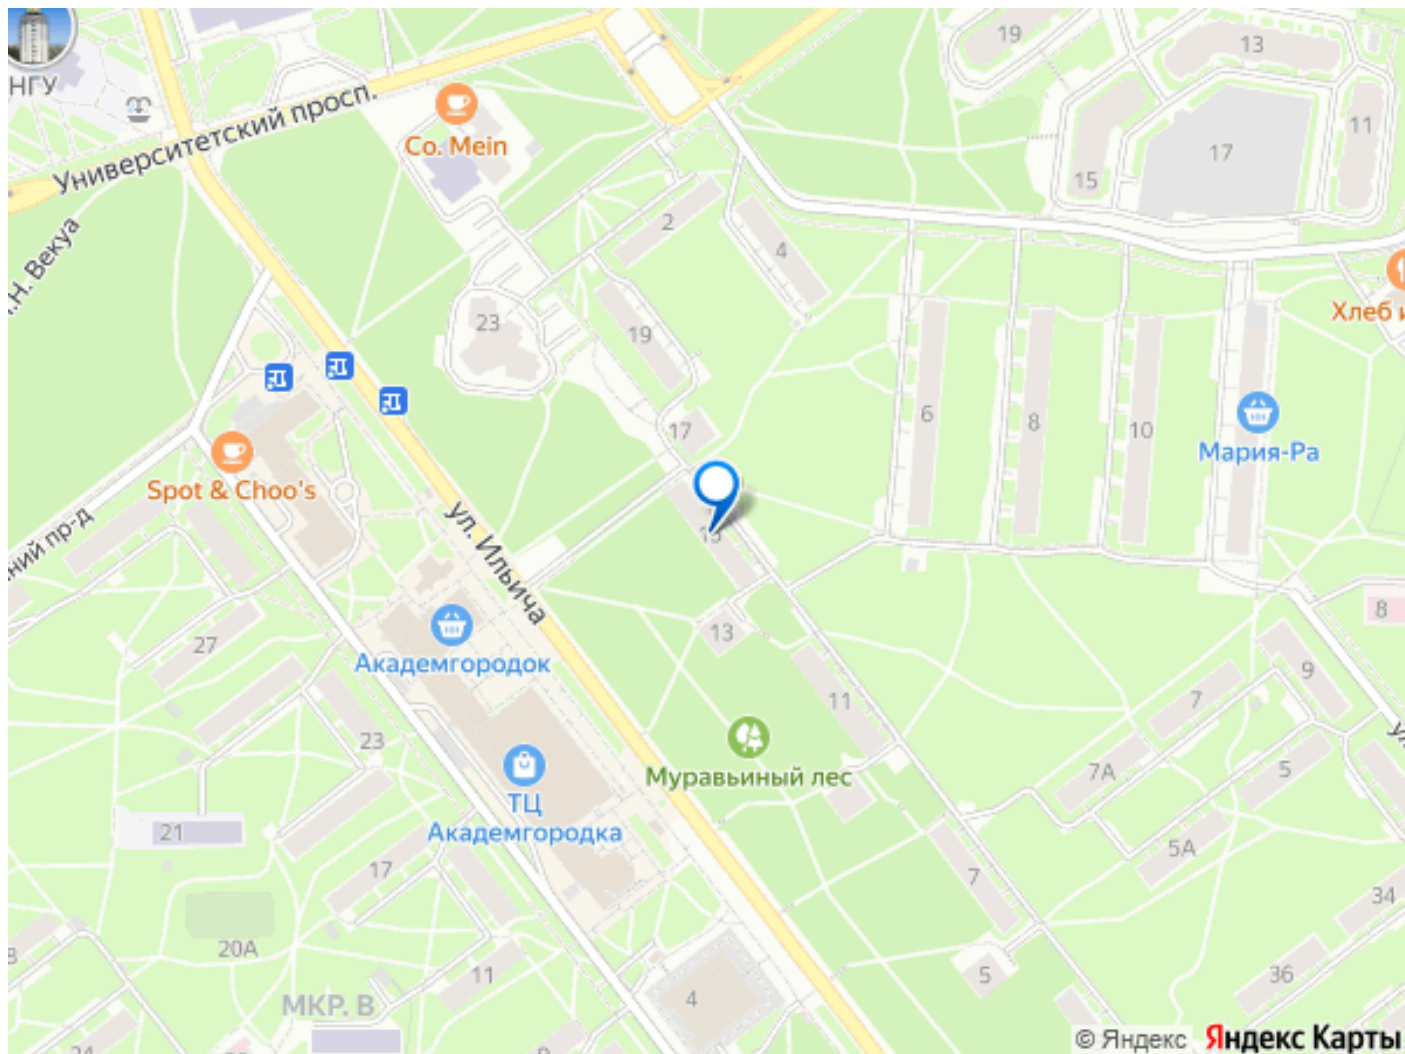 НГУ
Университетский просп.
Co. Mein
19
13
11
17
15
2
4
.Н. Векуа
23
19
Хлеб и
6
8
10
17
Мария-Ра
Spot & Choo's
ул. Ильича
ний пр-д
15
8
13
27
Академгородок
9
11
7
23
Муравьиный лес
7А
5
ТЦ
Академгородка
21
5А
17
7
34
20А
11
5
36
4
МКР. В
© Яндекс
Яндекс Карты